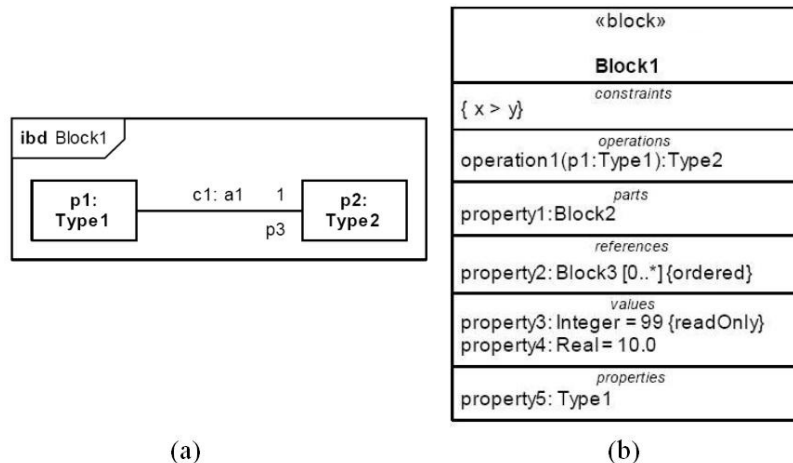 ibd Block1
p1:
Type1
c1: a1
1
p3
p2:
Type2
(a)
«block»
Block1
constraints
{ x > y}
operations
operation1(p1:Type1):Type2
parts
property1:Block2
references
property2: Block3 [0..*] {ordered}
values
property3: Integer = 99 {readOnly}
property4: Real = 10.0
properties
property5: Type1
(b)